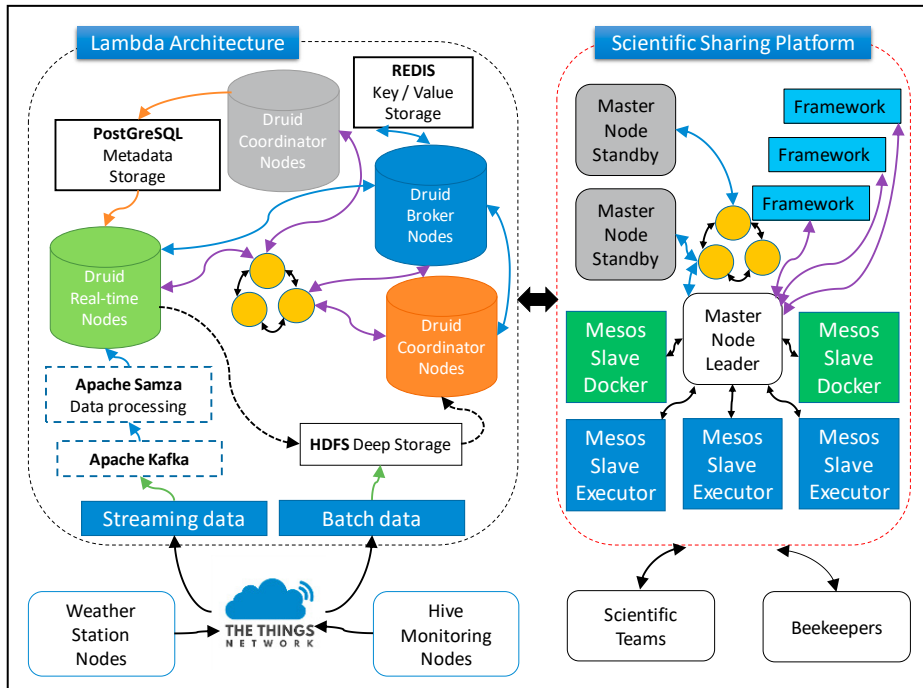 Lambda Architecture
REDIS
Key / Value
Storage
PostGreSQL
Metadata
Storage
Druid
Coordinator
Nodes
Druid
Broker
Nodes
Druid
Real-time
Nodes
Druid
Coordinator
Nodes
Apache Samza
Data processing
Apache Kafka
HDFS Deep Storage
Streaming data
Batch data
Weather
Station
Nodes
THE THINGS
NETWORK
Hive
Monitoring
Nodes
Scientific Sharing Platform
Master
Node
Standby
Framework
Framework
Framework
Master
Node
Standby
Master
Node
Leader
Mesos
Slave
Docker
Mesos
Slave
Docker
Mesos
Slave
Executor
Mesos
Slave
Executor
Mesos
Slave
Executor
Scientific
Teams
Beekeepers